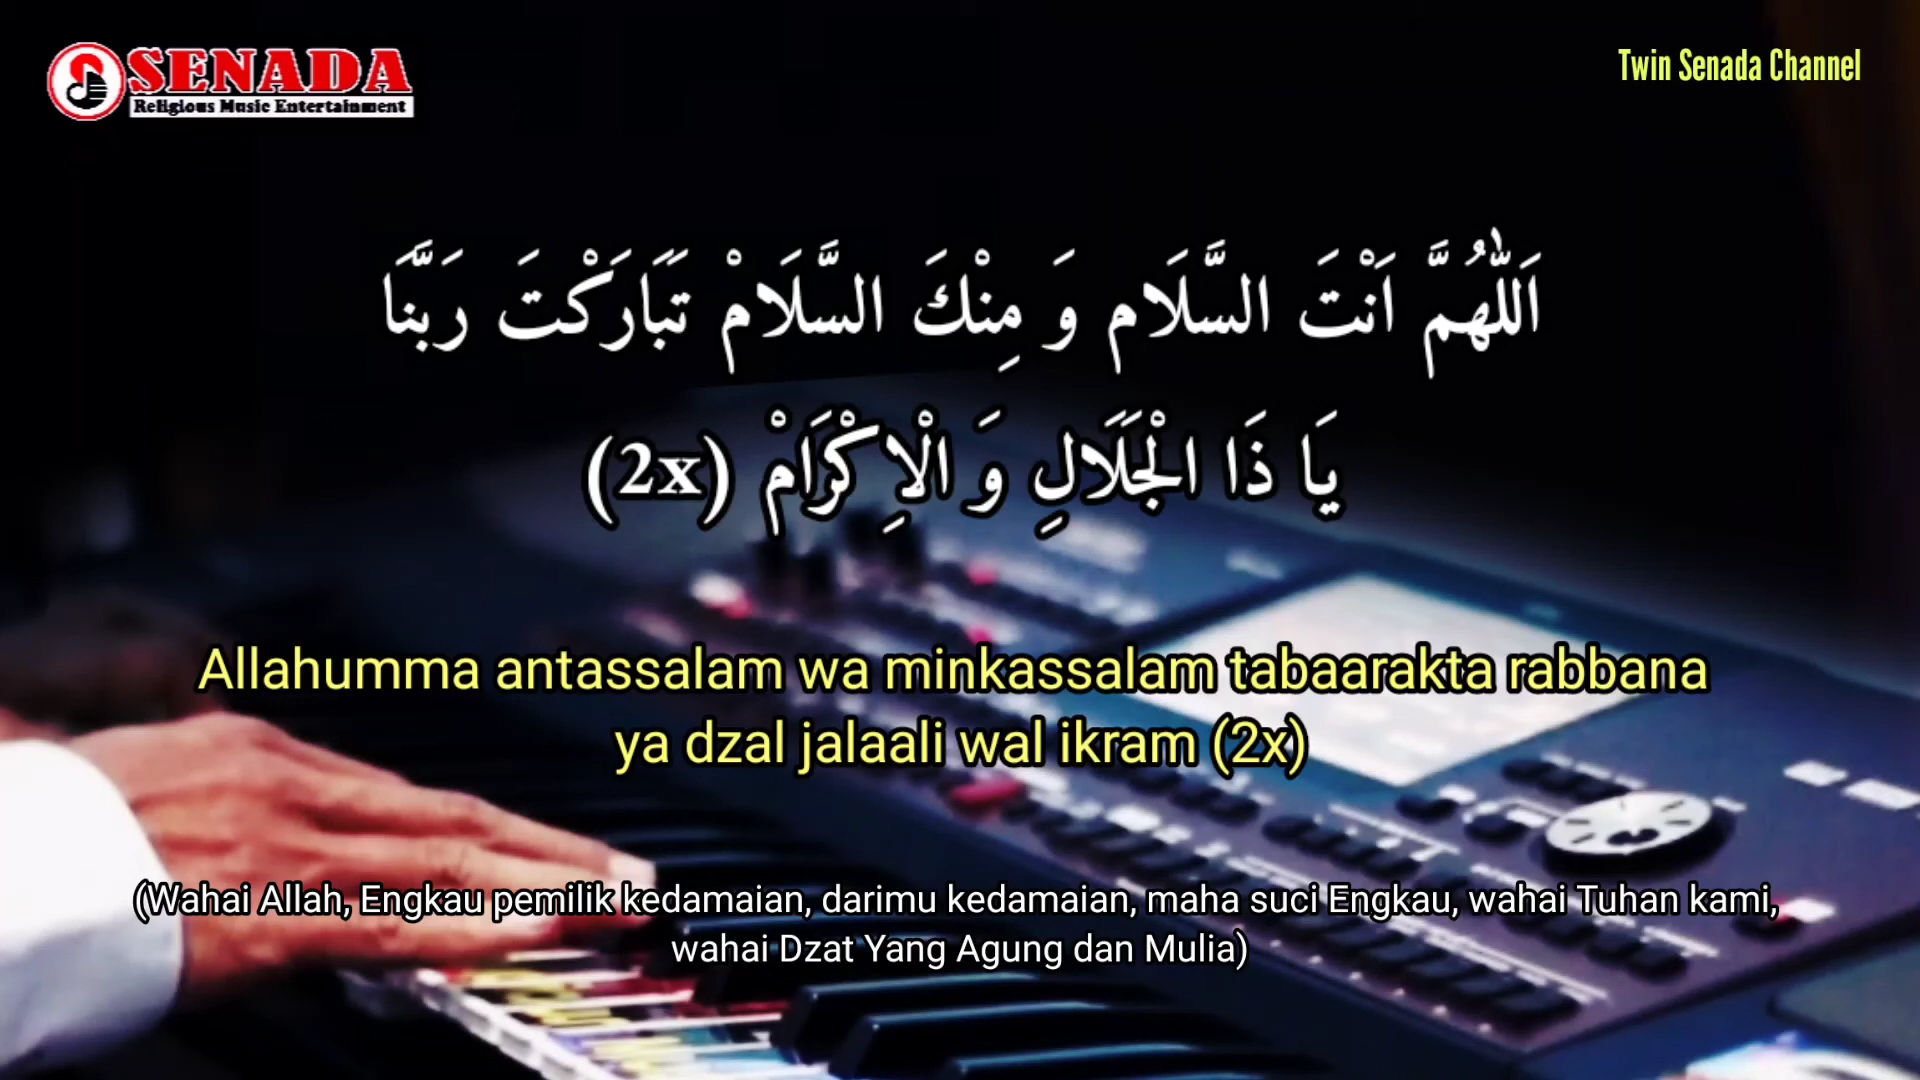 SENADA
Religious Music Entertainment
Twin Senada Channel
اَللّٰهُمَّ اَنْتَ السَّلَام وَ مِنْكَ السَّلَامْ تَبَارَكْتَ رَبَّنَا
يَا ذَا الْجَلَالِ وَ الْاِكْرَامْ (2x)
Allahumma antassalam wa minkassalam tabaarakta rabbana
ya dzal jalaali wal ikram (2x)
(Wahai Allah, Engkau pemilik kedamaian, darimu kedamaian, maha suci Engkau, wahai Tuhan kami,
wahai Dzat Yang Agung dan Mulia)